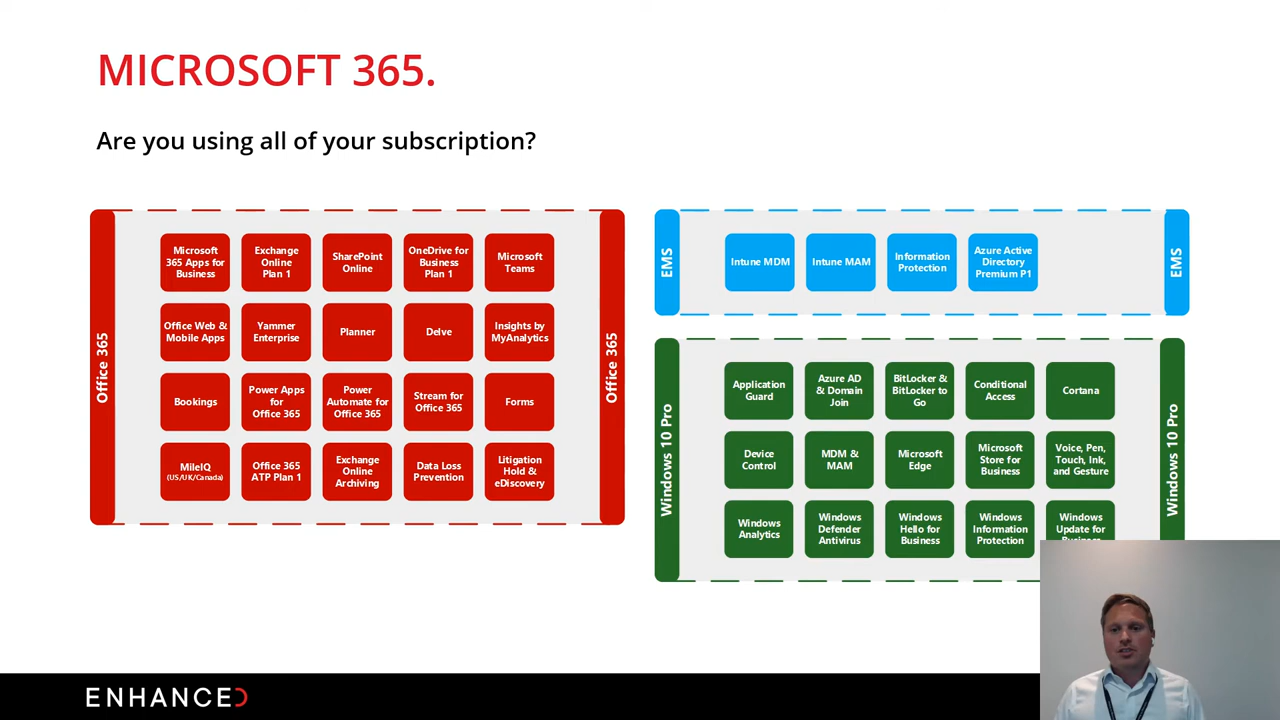 MICROSOFT 365.
Are you using all of your subscription?
Office 365
Microsoft
365 Apps for
Business
Exchange
Online
Plan 1
SharePoint
Online
OneDrive for
Business
Plan 1
Microsoft
Teams
Office Web &
Mobile Apps
Yammer
Enterprise
Planner
Delve
Insights by
MyAnalytics
Bookings
Power Apps
for
Office 365
Power
Automate for
Office 365
Stream for
Office 365
Forms
MileIQ
(US/UK/Canada)
Office 365
ATP Plan 1
Exchange
Online
Archiving
Data Loss
Prevention
Litigation
Hold &
eDiscovery
Office 365
EMS
Intune MDM
Intune MAM
Information
Protection
Azure Active
Directory
Premium P1
EMS
Windows 10 Pro
Application
Guard
Azure AD
& Domain
Join
BitLocker &
BitLocker to
Go
Conditional
Access
Cortana
Device
Control
MDM &
MAM
Microsoft
Edge
Microsoft
Store for
Business
Voice, Pen,
Touch, Ink,
and Gesture
Windows
Analytics
Windows
Defender
Antivirus
Windows
Hello for
Business
Windows
Information
Protection
Windows
Update for
Business
Windows 10 Pro
ENHANCED